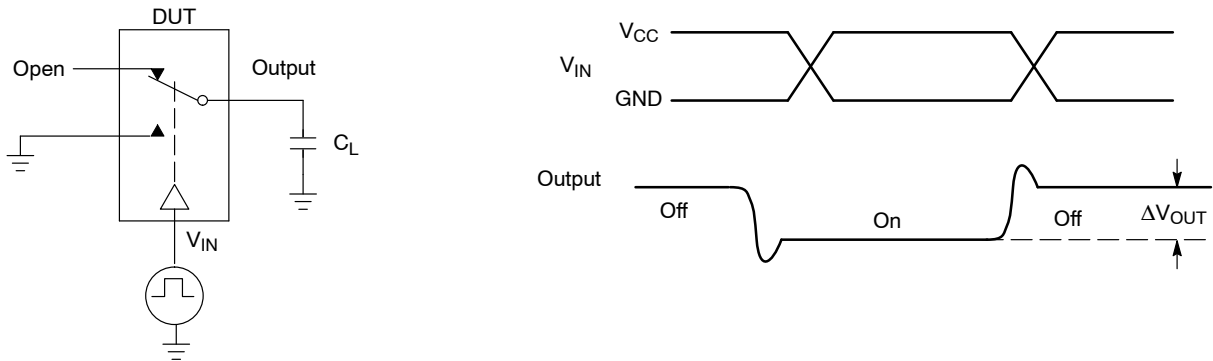 DUT
Open
Output
C_L
V_IN
V_CC
V_IN
GND
Output
Off
On
Off
ΔV_OUT